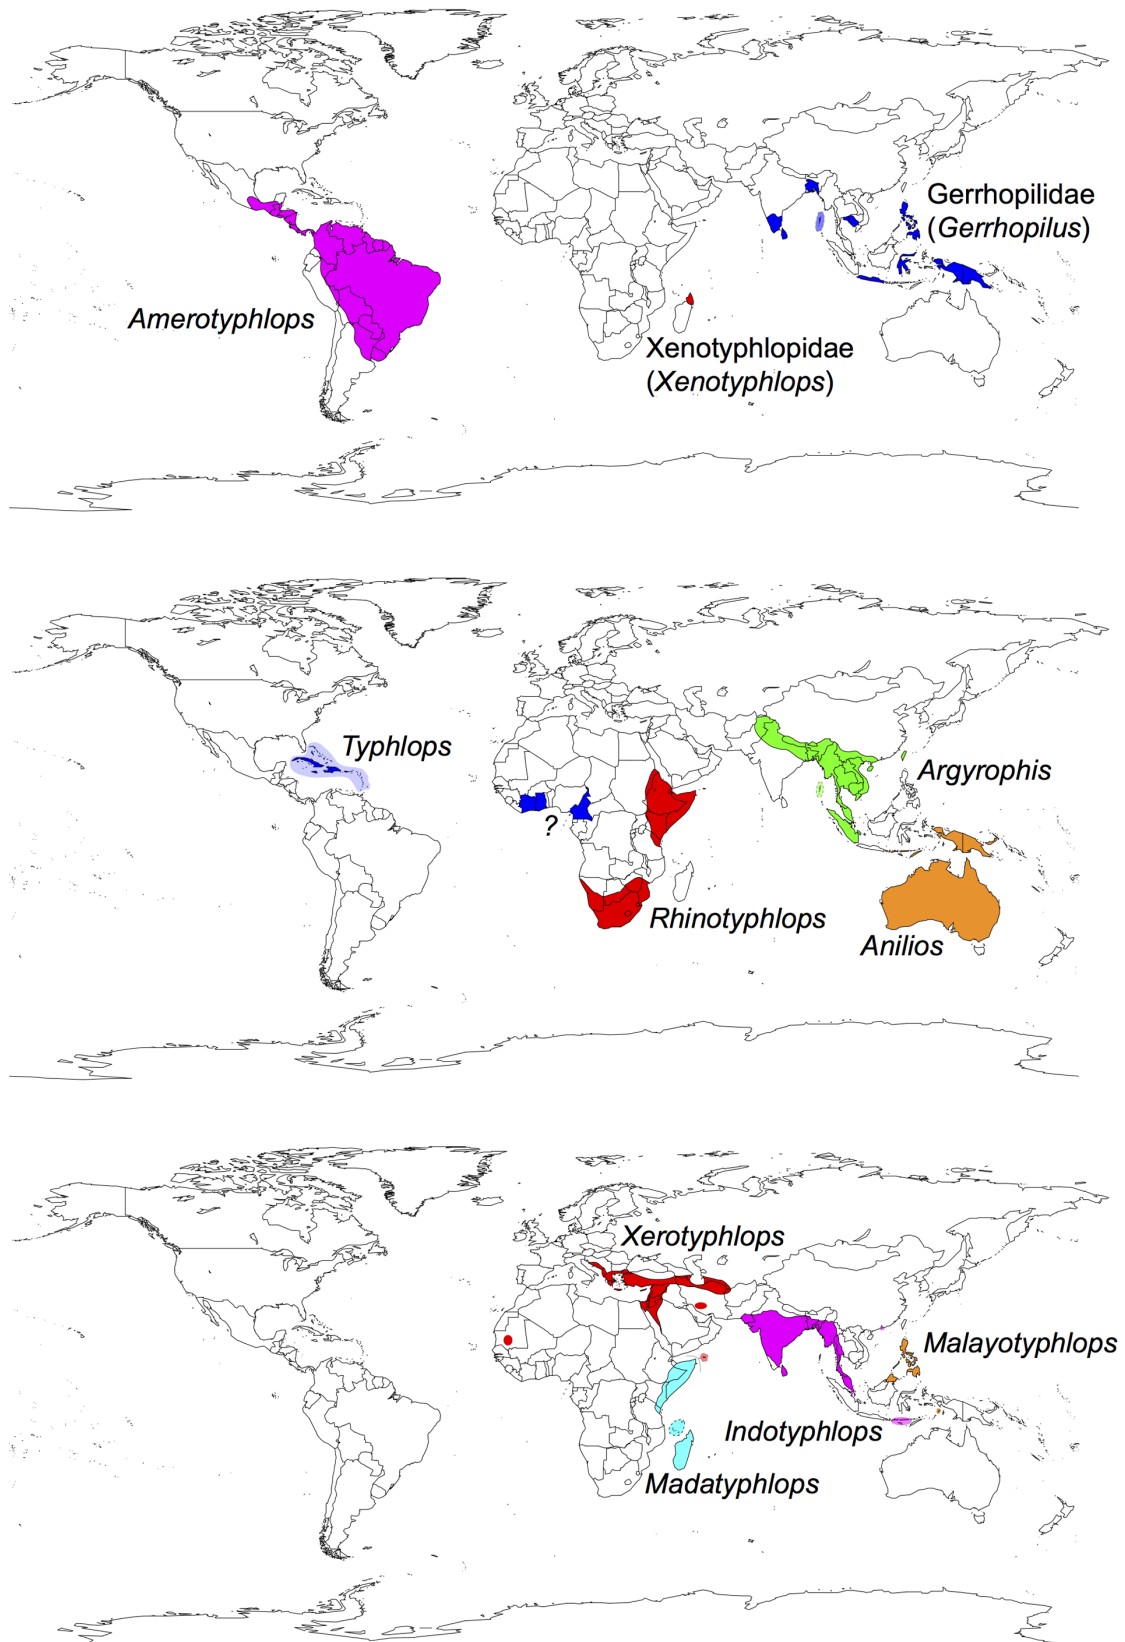 Gerrhopilidae
(Gerrhopilus)
Amerotyphlops
Xenotyphlopidae
(Xenotyphlops)
Typhlops
Argyrophis
?
Rhinotyphlops
Anilios
Xerotyphlops
Malayotyphlops
Indotyphlops
Madatyphlops